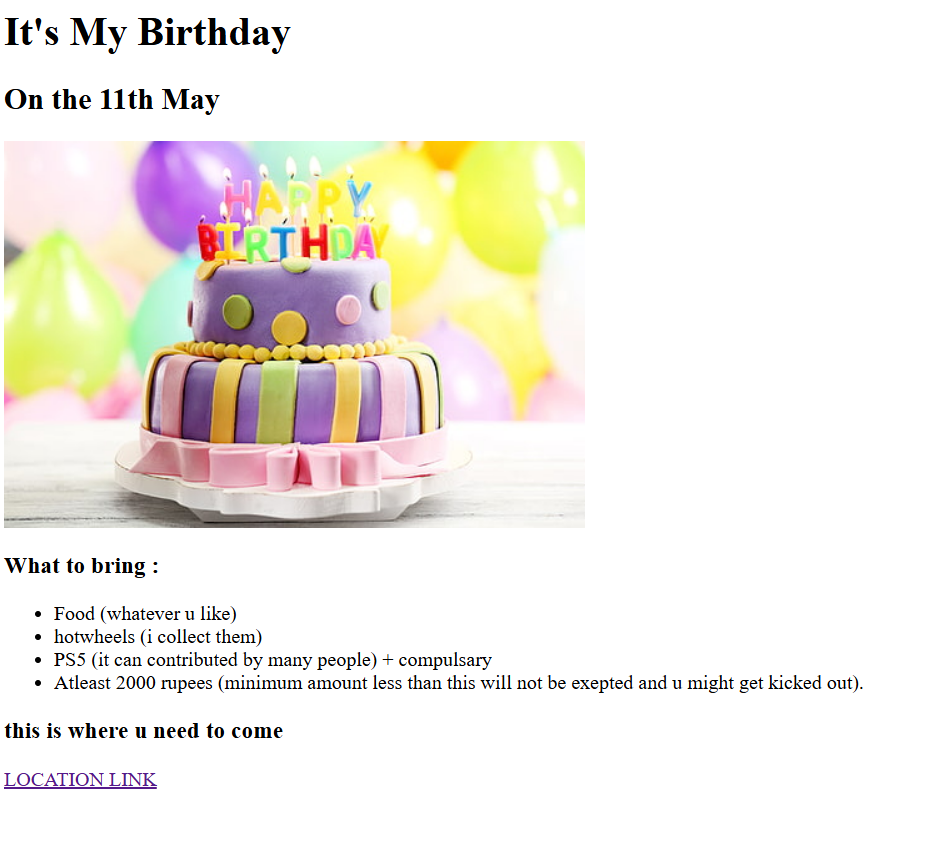 It's My Birthday
On the 11th May
HAPPY
BIRTHDAY
What to bring :
Food (whatever u like)
hotwheels (i collect them)
PS5 (it can contributed by many people) + compulsary
Atleast 2000 rupees (minimum amount less than this will not be exepted and u might get kicked out).
this is where u need to come
LOCATION LINK